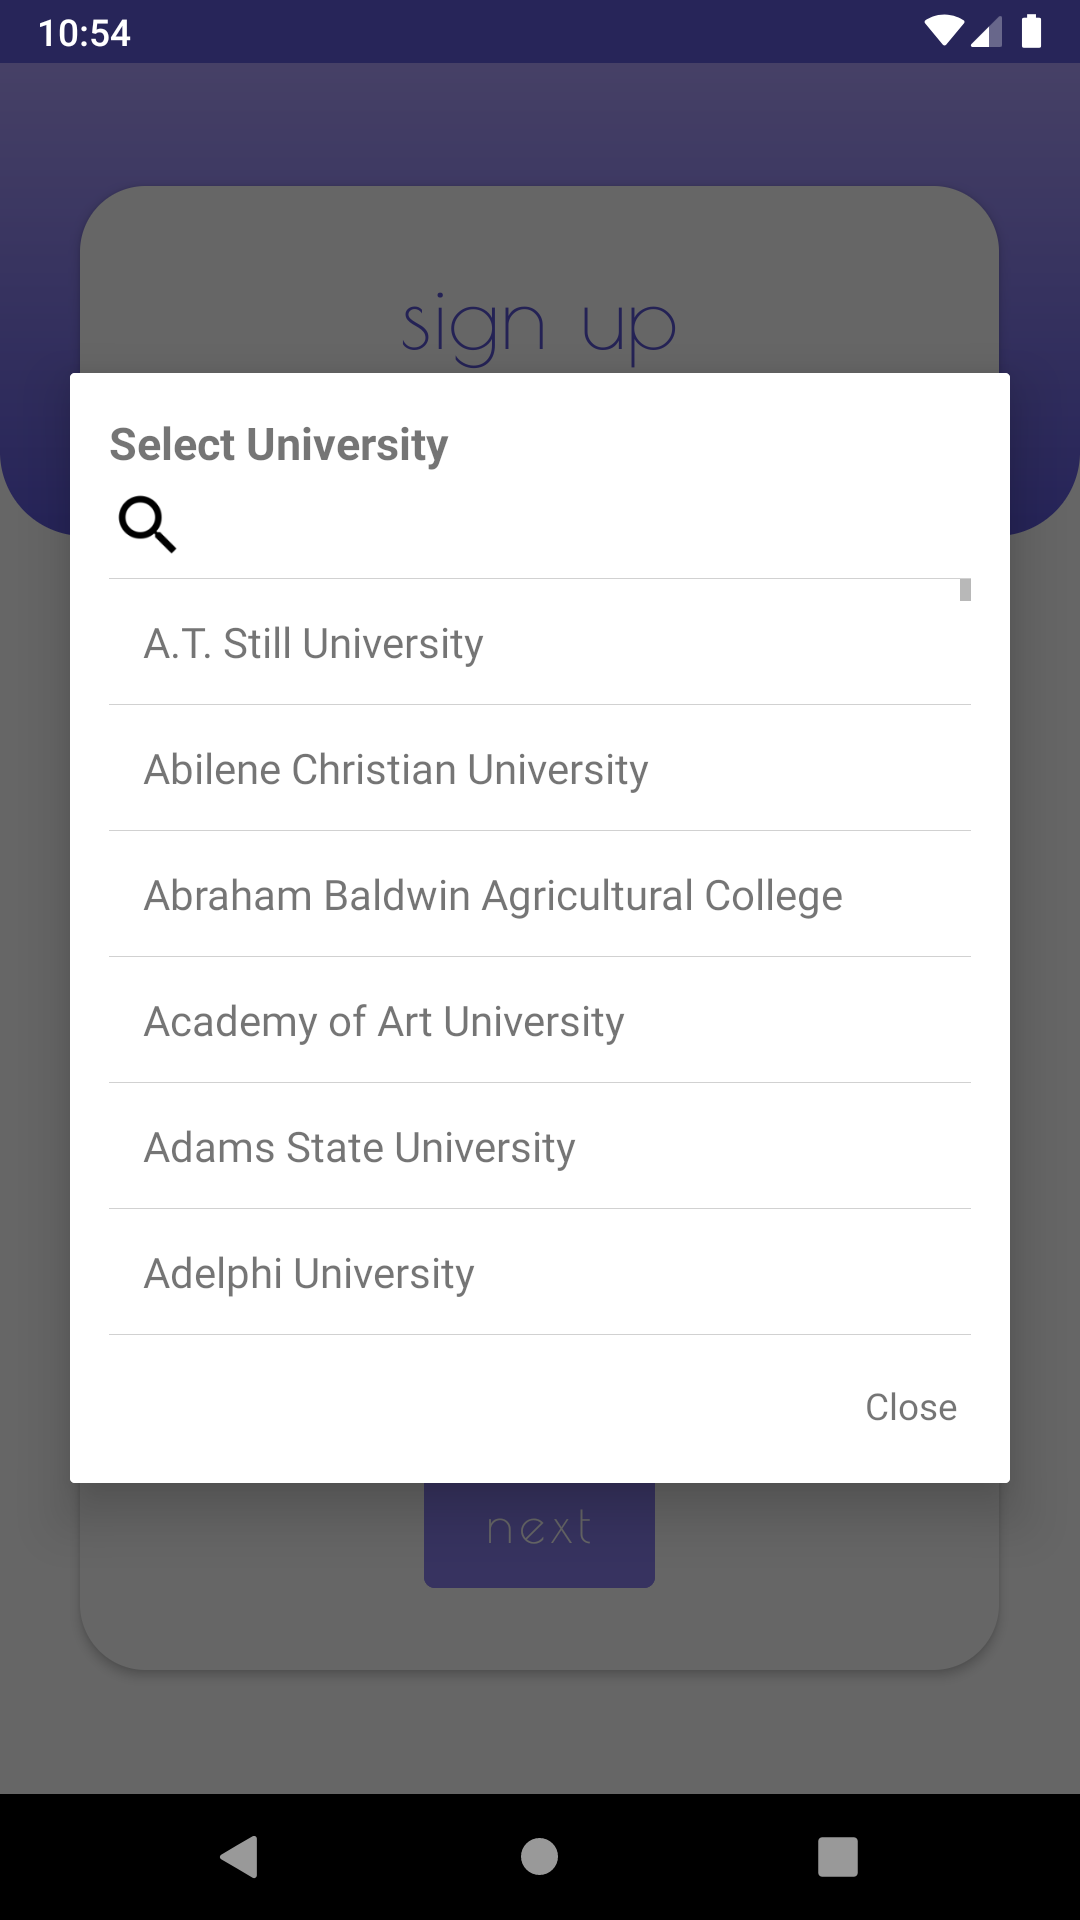 10:54
sign up
Select University
A.T. Still University
Abilene Christian University
Abraham Baldwin Agricultural College
Academy of Art University
Adams State University
Adelphi University
Close
next